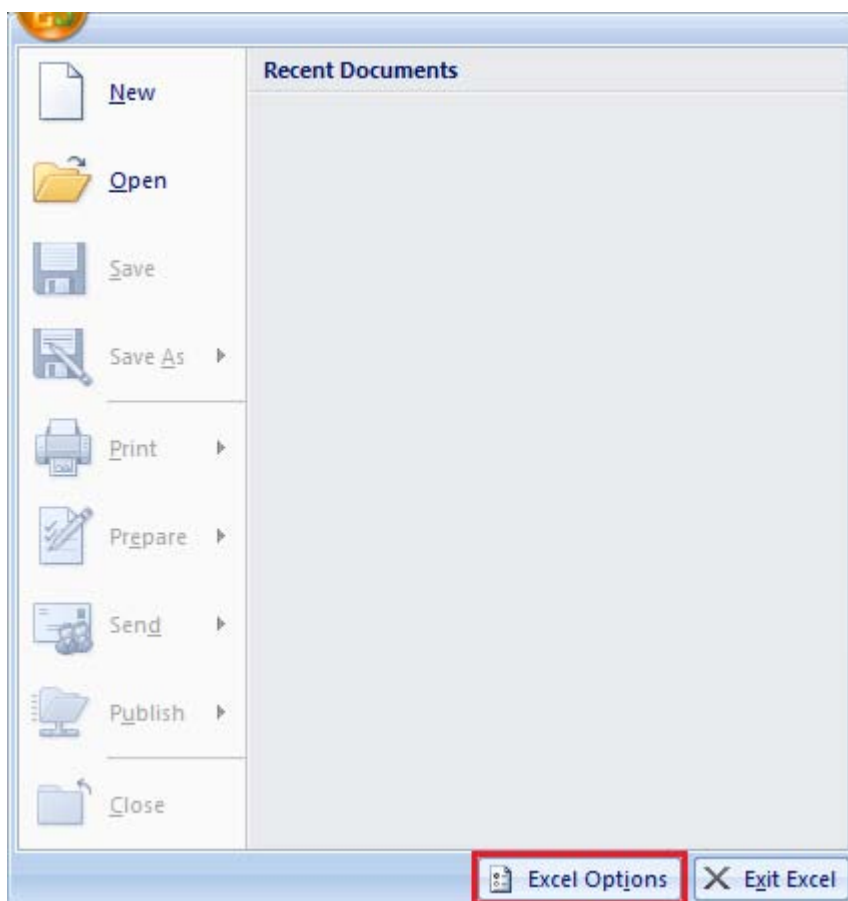 Recent Documents
New
Open
Save
Save As
Print
Prepare
Send
Publish
Close
Excel Options
Exit Excel